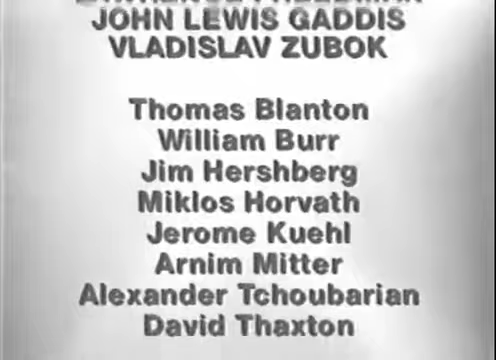 JOHN LEWIS GADDIS
VLADISLAV ZUBOK
Thomas Blanton
William Burr
Jim Hershberg
Miklos Horvath
Jerome Kuehl
Arnim Mitter
Alexander Tchoubarian
David Thaxton